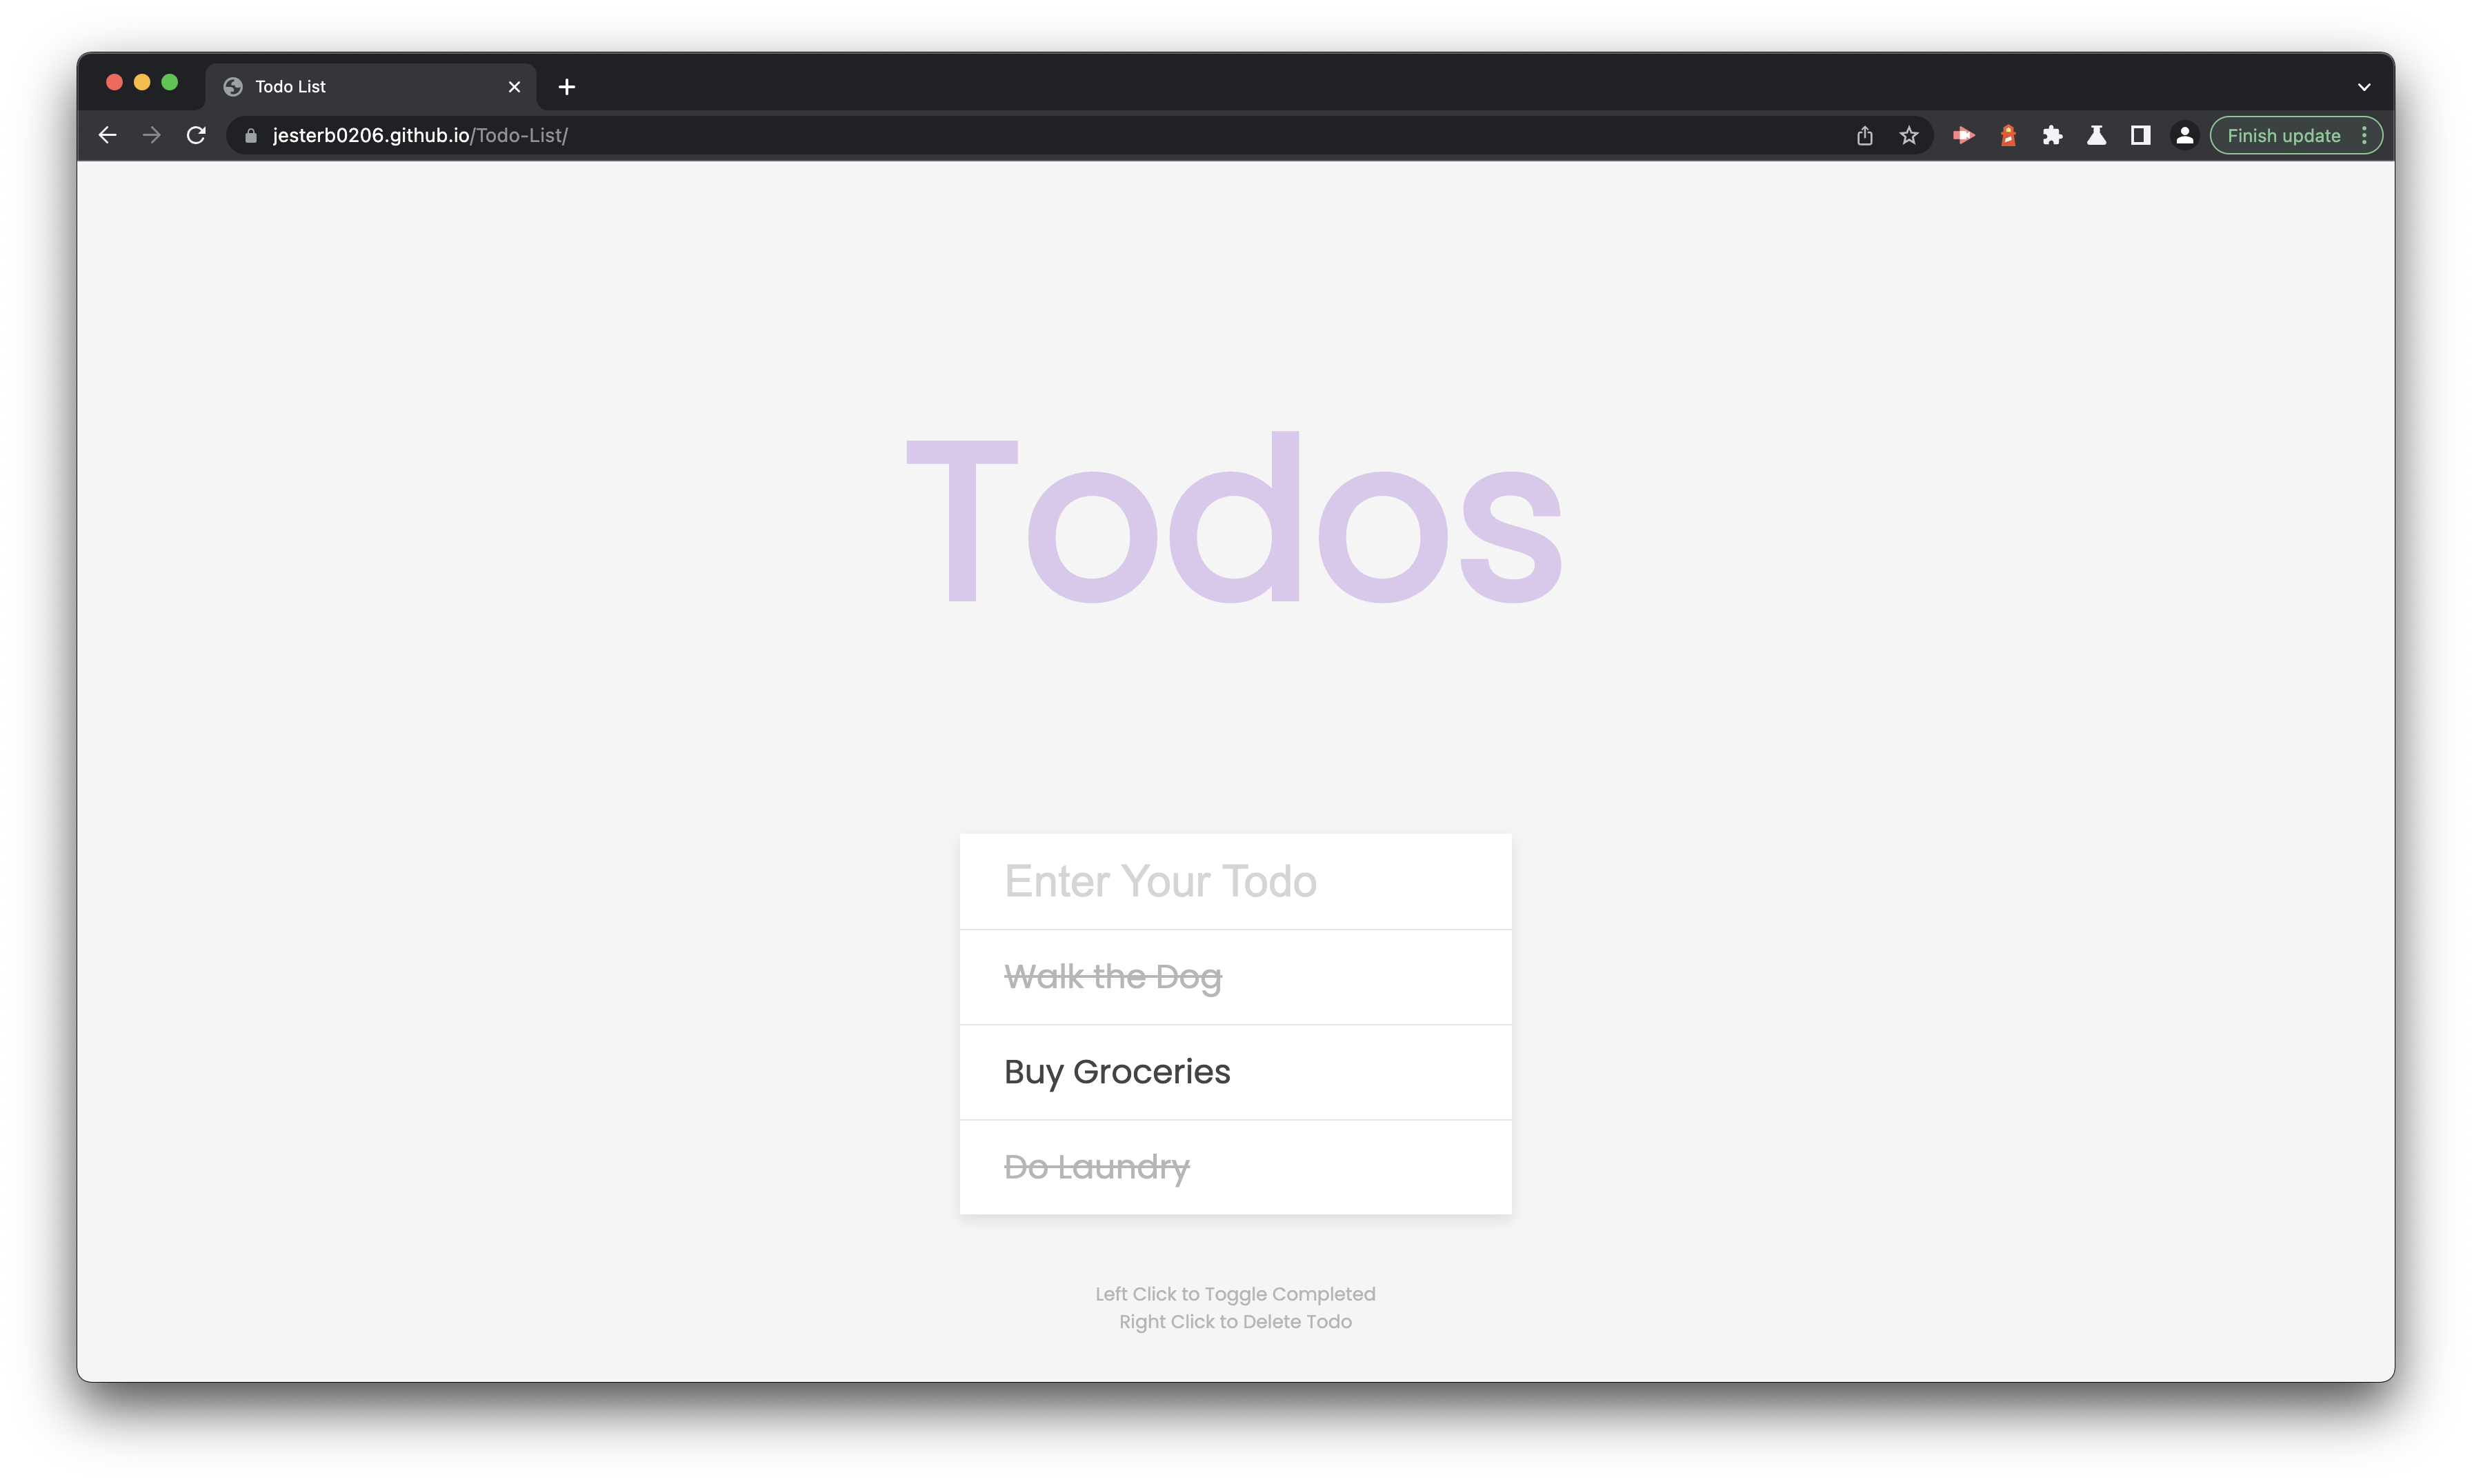 Todo List
jesterb0206.github.io/Todo-List/
Finish update
Todos
Enter Your Todo
Walk the Dog
Buy Groceries
Do Laundry
Left Click to Toggle Completed
Right Click to Delete Todo